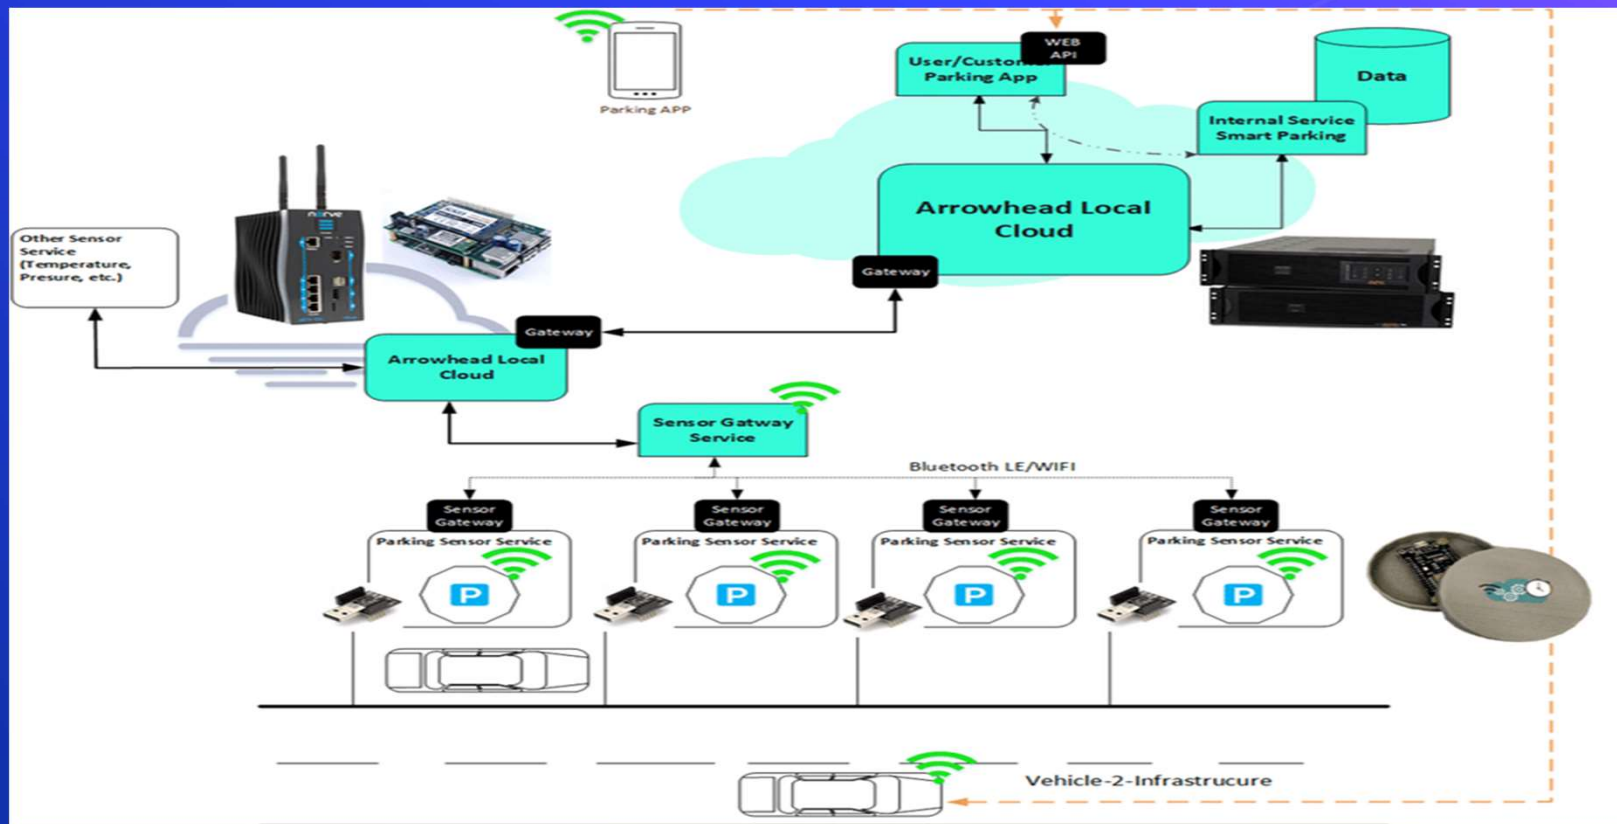 Parking APP
WEB
API
User/Custome
Parking App
Data
Internal Service
Smart Parking
Arrowhead Local
Cloud
Gateway
nerve
Other Sensor
Service
(Temperature,
Presure, etc.)
Gateway
Arrowhead Local
Cloud
Sensor Gatway
Service
Bluetooth LE/WIFI
Sensor
Gateway
Sensor
Gateway
Sensor
Gateway
Sensor
Gateway
Parking Sensor Service
Parking Sensor Service
Parking Sensor Service
Parking Sensor Service
P
P
P
P
Vehicle-2-Infrastrucure